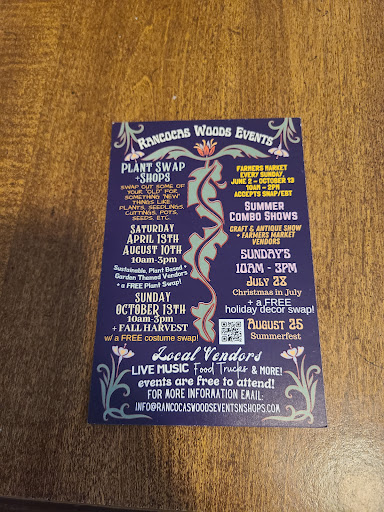 Rancocas Woods Events
Plant Swap
+Shops
Swap out some of
your "old" for
something "new"
things like
plants, seedlings,
cuttings, pots,
seeds, etc.
Saturday
April 13th
August 10th
10am-3pm
Sustainable, Plant Based &
Garden Themed Vendors
+ a FREE Plant Swap!
Sunday
October 13th
10am-3pm
+ Fall Harvest
w/ a FREE costume swap!
Farmers Market
Every Sunday
June 2 - October 13
10am - 2pm
Accepts SNAP/EBT
Summer
Combo Shows
Craft & Antique Show
+ Farmers Market
Vendors
Sunday's
10am - 3pm
July 28
Christmas in July
+ a FREE
holiday decor swap!
August 25
Summerfest
Local Vendors
LIVE MUSIC Food Trucks & MORE!
events are free to attend!
For more information email:
info@rancocaswoodseventsnshops.com